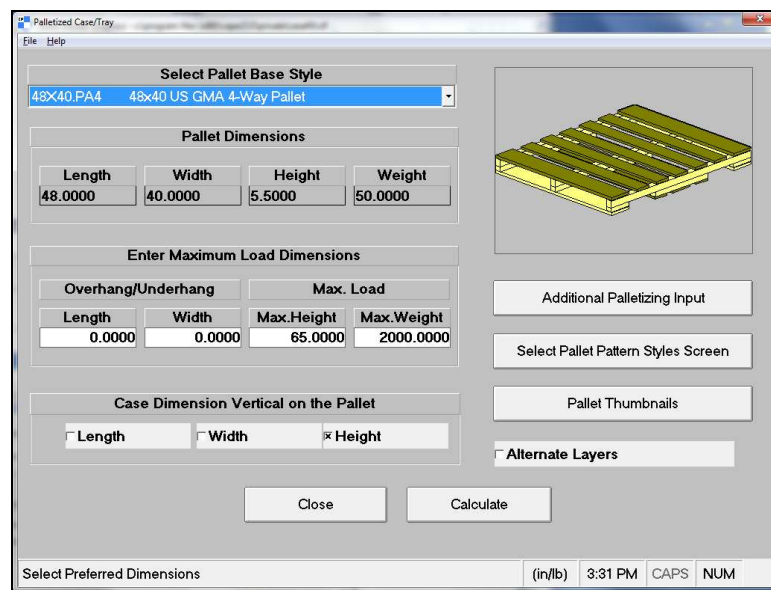 Palletized Case/Tray
File Help
Select Pallet Base Style
48X40.PA4 48x40 US GMA 4-Way Pallet
Pallet Dimensions
Length Width Height Weight
48.0000 40.0000 5.5000 50.0000
Enter Maximum Load Dimensions
Overhang/Underhang Max. Load
Length Width Max.Height Max.Weight
0.0000 0.0000 65.0000 2000.0000
Additional Palletizing Input
Select Pallet Pattern Styles Screen
Pallet Thumbnails
Case Dimension Vertical on the Pallet
Length Width Height
Alternate Layers
Close Calculate
Select Preferred Dimensions (in/lb) 3:31 PM CAPS NUM